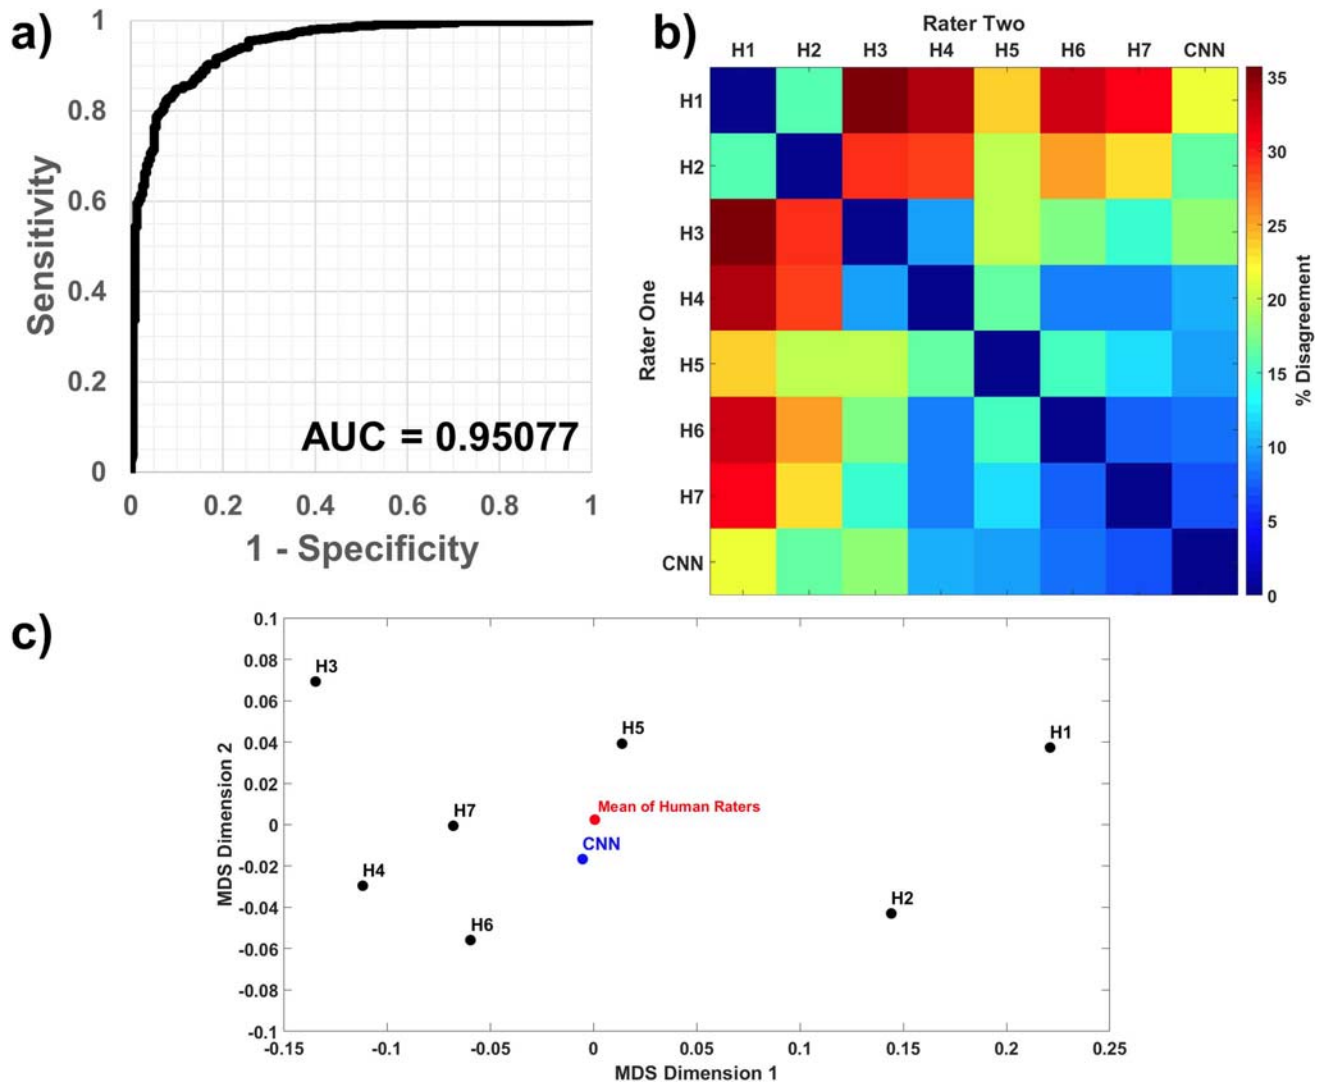 a)
1
0.8
0.6
0.4
0.2
0
Sensitivity
AUC = 0.95077
0 0.2 0.4 0.6 0.8 1
1 - Specificity
b)
Rater Two
H1 H2 H3 H4 H5 H6 H7 CNN
Rater One
H1
H2
H3
H4
H5
H6
H7
CNN
35
30
25
20
15
10
5
0
% Disagreement
c)
0.1
0.08
0.06
0.04
0.02
0
-0.02
-0.04
-0.06
-0.08
-0.1
MDS Dimension 2
H3
H5
H1
Mean of Human Raters
H7
CNN
H4
H2
H6
-0.15 -0.1 -0.05 0 0.05 0.1 0.15 0.2 0.25
MDS Dimension 1